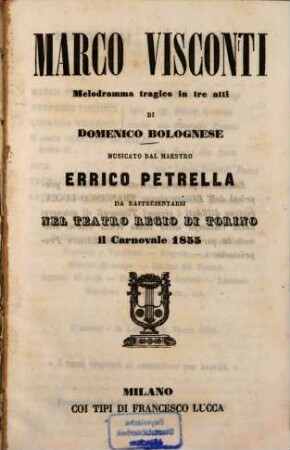 MARCO VISCONTI
Melodramma tragico in tre atti
DI
DOMENICO BOLOGNESE
MUSICATO DAL MAESTRO
ERRICO PETRELLA
DA RAPPRESENTARSI
NEL TEATRO REGIO DI TORINO
il Carnovale 1855
MILANO
COI TIPI DI FRANCESCO LUCCA